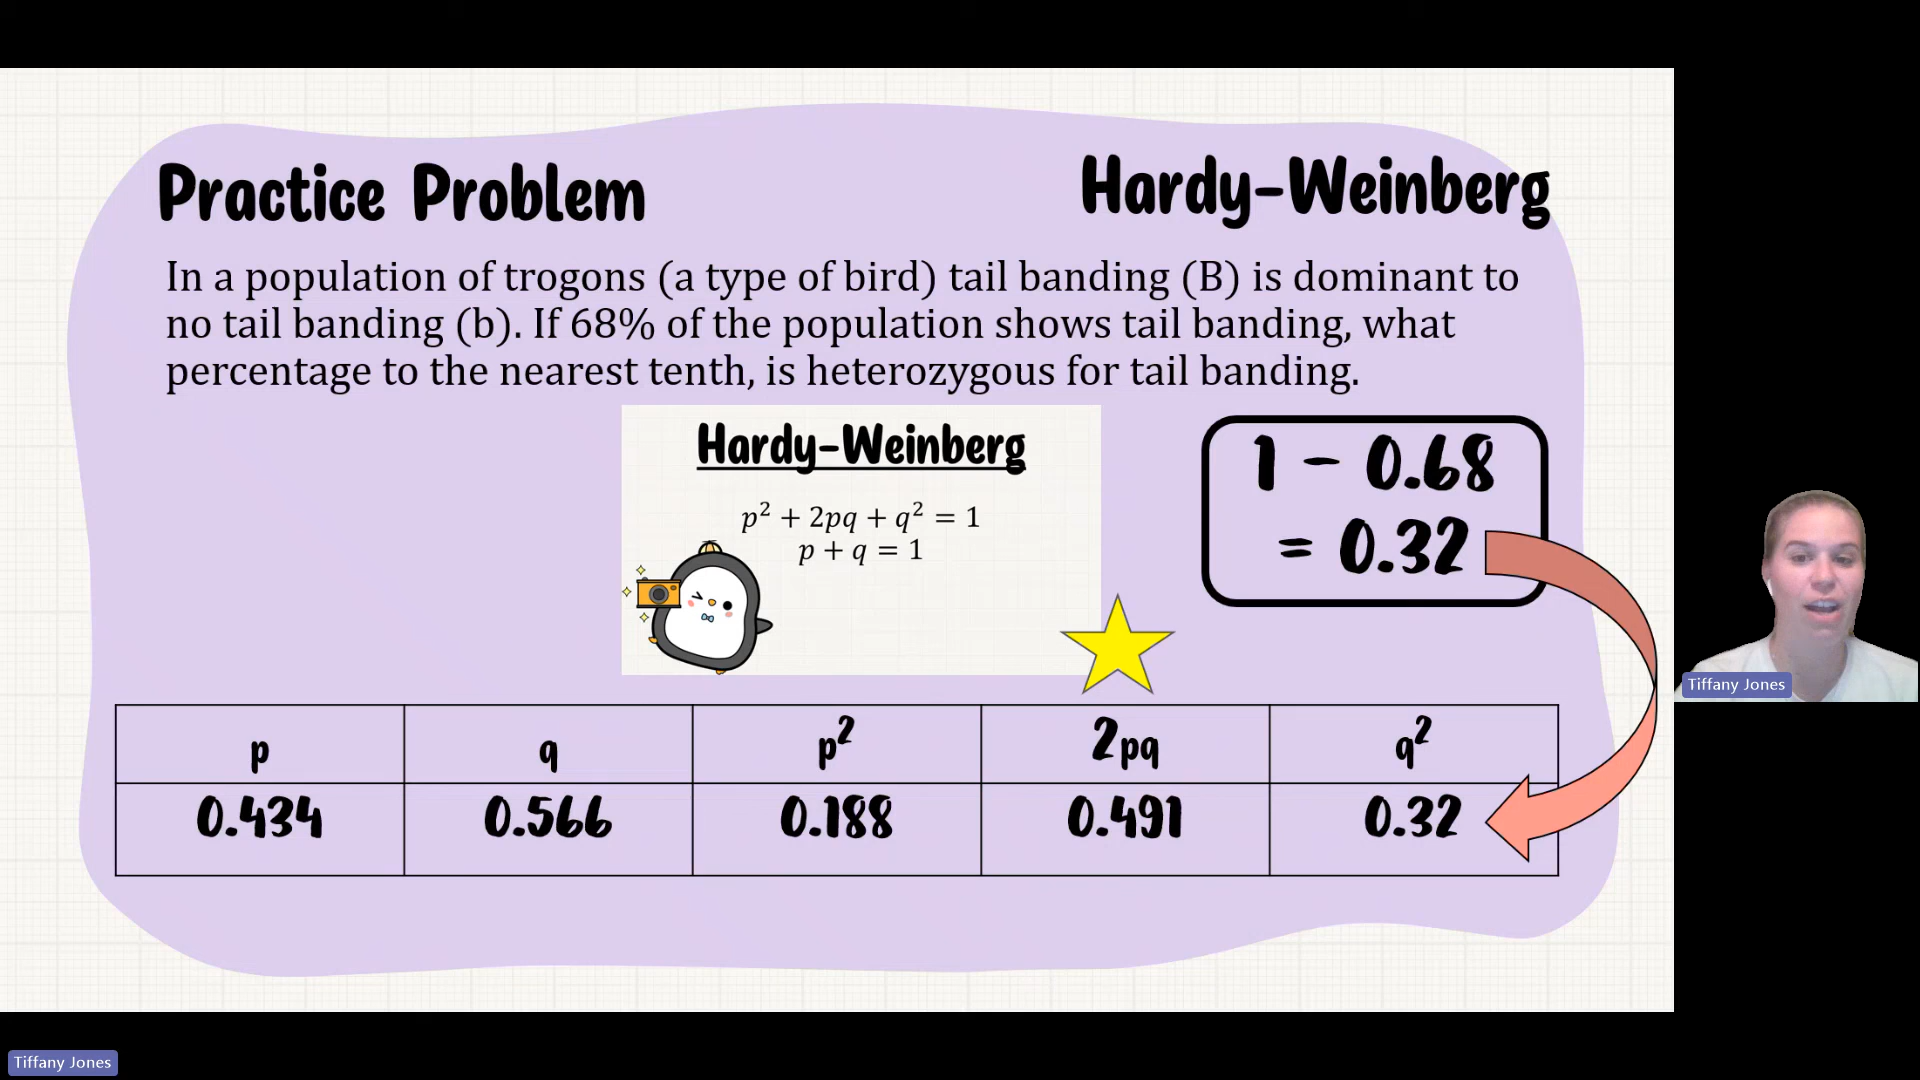 Practice Problem
Hardy-Weinberg
In a population of trogons (a type of bird) tail banding (B) is dominant to
no tail banding (b). If 68% of the population shows tail banding, what
percentage to the nearest tenth, is heterozygous for tail banding.
Hardy-Weinberg
p² + 2pq + q² = 1
p + q = 1
1 - 0.68
= 0.32
p q p² 2pq q²
0.434 0.566 0.188 0.491 0.32
Tiffany Jones
Tiffany Jones